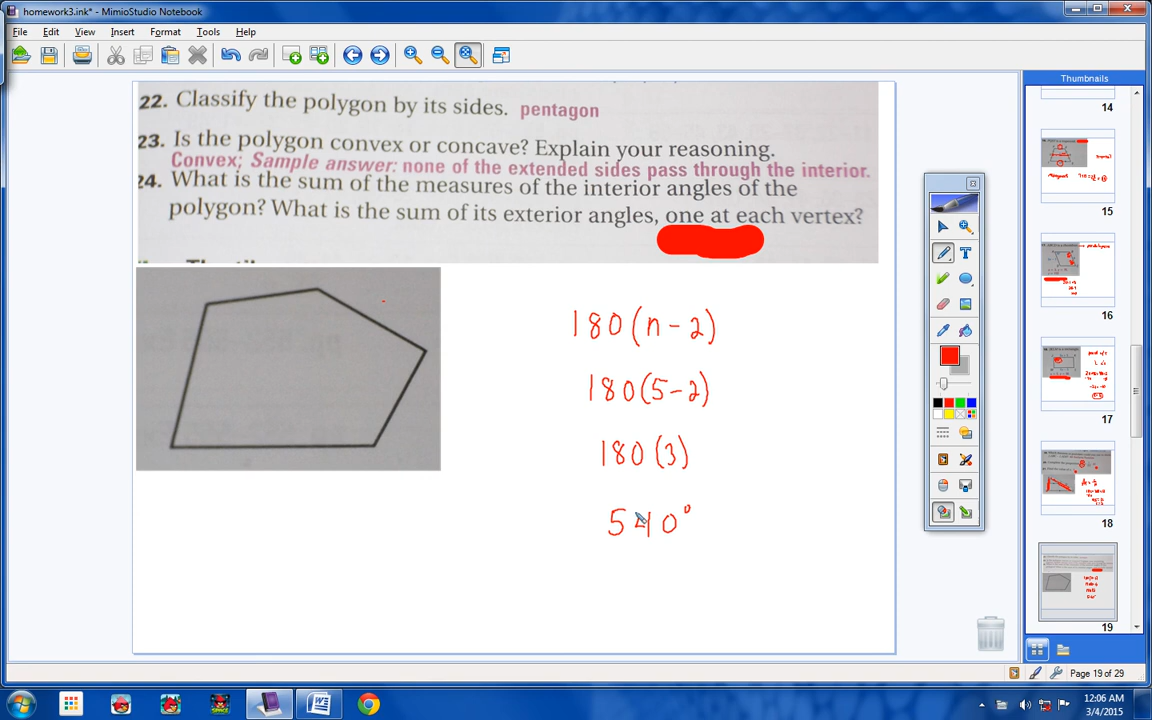 homework3.ink* - MimioStudio Notebook
File Edit View Insert Format Tools Help
22. Classify the polygon by its sides. pentagon
23. Is the polygon convex or concave? Explain your reasoning.
Convex; Sample answer: none of the extended sides pass through the interior.
24. What is the sum of the measures of the interior angles of the
polygon? What is the sum of its exterior angles, one at each vertex?
180(n-2)
180(5-2)
180(3)
540°
Thumbnails
14
15
16
17
18
19
Page 19 of 29
12:06 AM
3/4/2015